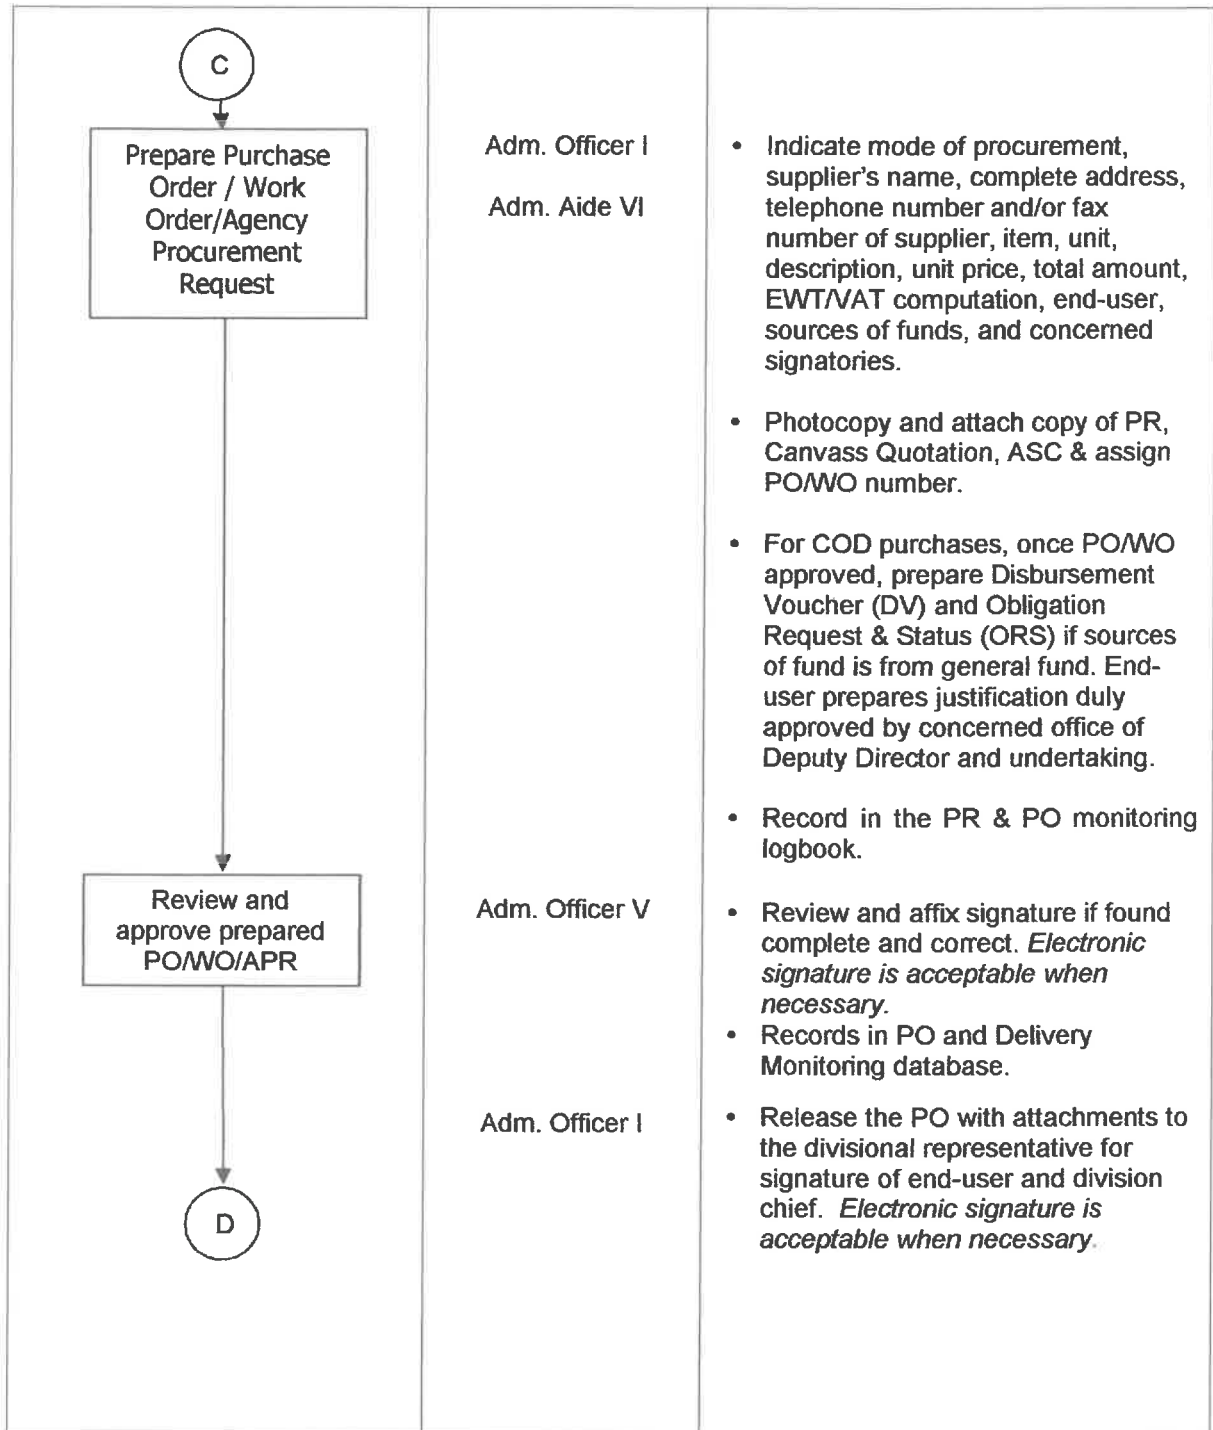 C
Prepare Purchase
Order / Work
Order/Agency
Procurement
Request
Adm. Officer I
Adm. Aide VI
• Indicate mode of procurement,
supplier's name, complete address,
telephone number and/or fax
number of supplier, item, unit,
description, unit price, total amount,
EWT/VAT computation, end-user,
sources of funds, and concerned
signatories.
• Photocopy and attach copy of PR,
Canvass Quotation, ASC & assign
PO/WO number.
• For COD purchases, once PO/WO
approved, prepare Disbursement
Voucher (DV) and Obligation
Request & Status (ORS) if sources
of fund is from general fund. End-
user prepares justification duly
approved by concerned office of
Deputy Director and undertaking.
• Record in the PR & PO monitoring
logbook.
Review and
approve prepared
PO/WO/APR
Adm. Officer V
• Review and affix signature if found
complete and correct. Electronic
signature is acceptable when
necessary.
• Records in PO and Delivery
Monitoring database.
Adm. Officer I
• Release the PO with attachments to
the divisional representative for
signature of end-user and division
chief. Electronic signature is
acceptable when necessary.
D